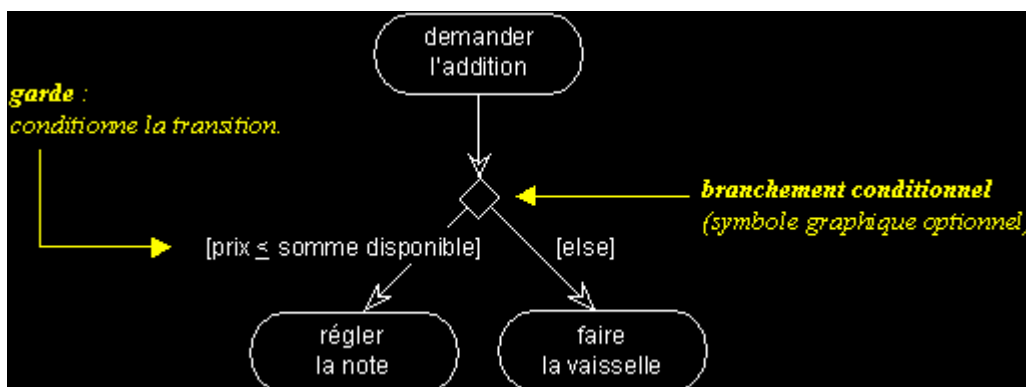 demander
l'addition
garde :
conditionne la transition.
branchement conditionnel
(symbole graphique optionnel)
[prix ≤ somme disponible]
[else]
régler
la note
faire
la vaisselle